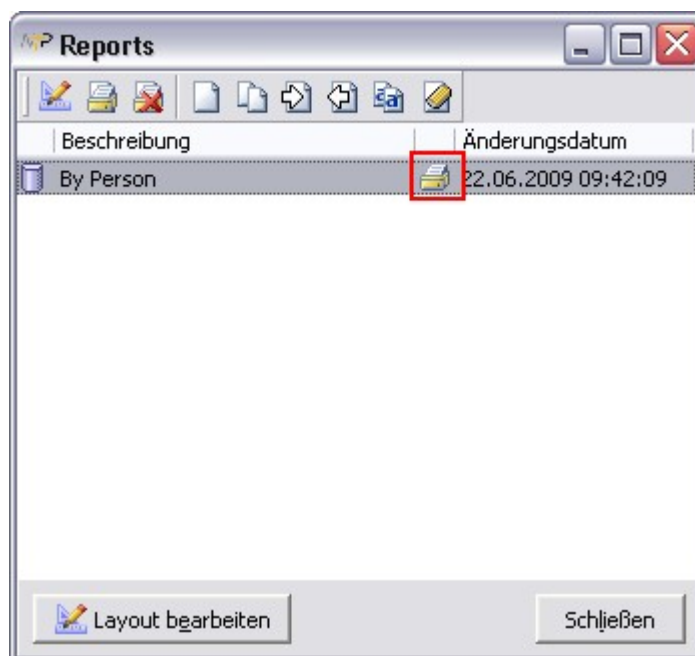 Reports
Beschreibung Änderungsdatum
By Person 22.06.2009 09:42:09
Layout bearbeiten Schließen